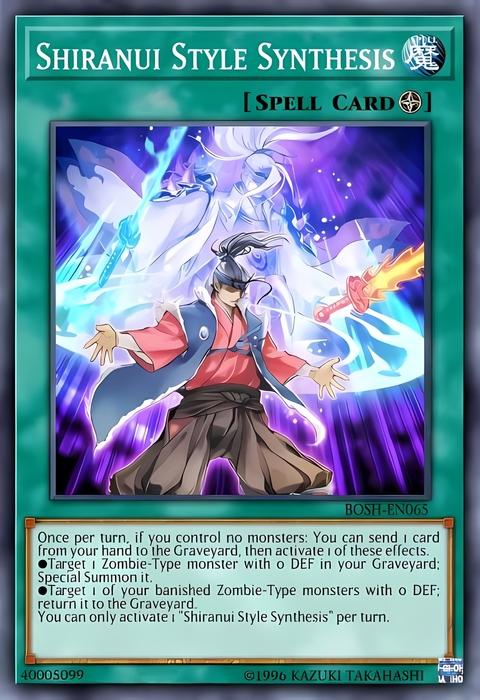 SHIRANUI STYLE SYNTHESIS 魔
[SPELL CARD]
BOSH-EN065
Once per turn, if you control no monsters: You can send 1 card
from your hand to the Graveyard, then activate 1 of these effects.
●Target 1 Zombie-Type monster with 0 DEF in your Graveyard;
Special Summon it.
●Target 1 of your banished Zombie-Type monsters with 0 DEF;
return it to the Graveyard.
You can only activate 1 "Shiranui Style Synthesis" per turn.
40005099 ©1996 KAZUKI TAKAHASHI